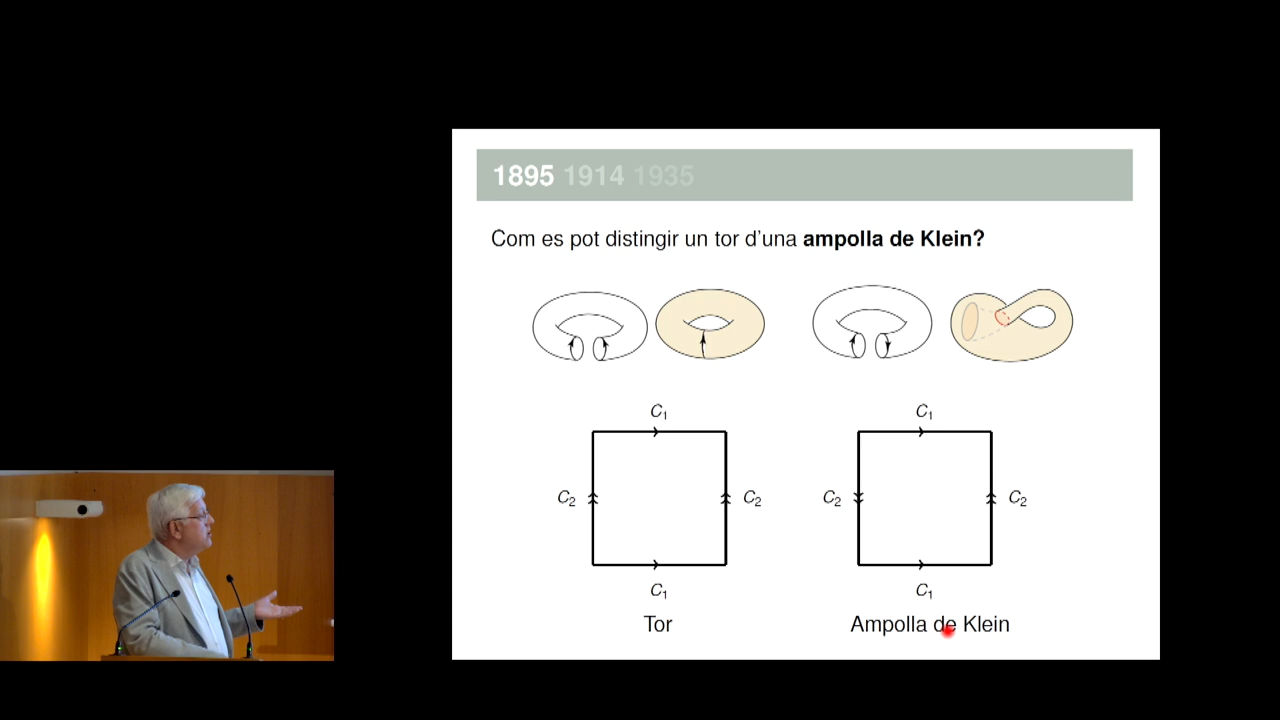 1895 1914 1935
Com es pot distingir un tor d'una ampolla de Klein?
C1 C1
C2 C2 C2 C2
C1 C1
Tor Ampolla de Klein